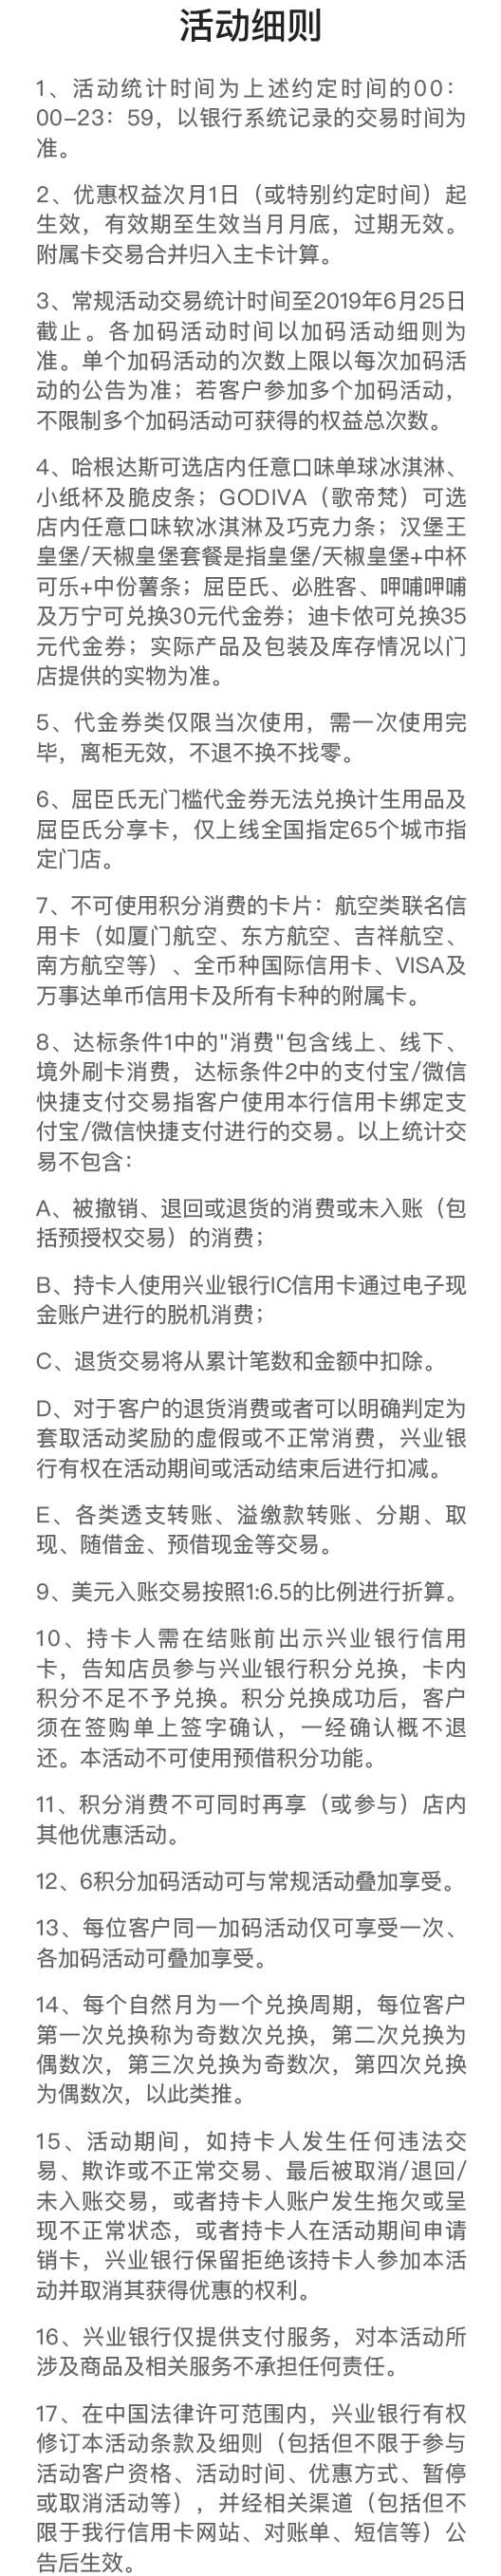 活动细则
1、活动统计时间为上述约定时间的00：
00-23：59，以银行系统记录的交易时间为
准。
2、优惠权益次月1日（或特别约定时间）起
生效，有效期至生效当月月底，过期无效。
附属卡交易合并归入主卡计算。
3、常规活动交易统计时间至2019年6月25日
截止。各加码活动时间以加码活动细则为
准。单个加码活动的次数上限以每次加码活
动的公告为准；若客户参加多个加码活动，
不限制多个加码活动可获得的权益总次数。
4、哈根达斯可选店内任意口味单球冰淇淋、
小纸杯及脆皮条；GODIVA（歌帝梵）可选
店内任意口味软冰淇淋及巧克力条；汉堡王
皇堡/天椒皇堡套餐是指皇堡/天椒皇堡+中杯
可乐+中份薯条；屈臣氏、必胜客、呷哺呷哺
及万宁可兑换30元代金券；迪卡侬可兑换35
元代金券；实际产品及包装及库存情况以门
店提供的实物为准。
5、代金券类仅限当次使用，需一次使用完
毕，离柜无效，不退不换不找零。
6、屈臣氏无门槛代金券无法兑换计生用品及
屈臣氏分享卡，仅上线全国指定65个城市指
定门店。
7、不可使用积分消费的卡片：航空类联名信
用卡（如厦门航空、东方航空、吉祥航空、
南方航空等）、全币种国际信用卡、VISA及
万事达单币信用卡及所有卡种的附属卡。
8、达标条件1中的"消费"包含线上、线下、
境外刷卡消费，达标条件2中的支付宝/微信
快捷支付交易指客户使用本行信用卡绑定支
付宝/微信快捷支付进行的交易。以上统计交
易不包含：
A、被撤销、退回或退货的消费或未入账（包
括预授权交易）的消费；
B、持卡人使用兴业银行IC信用卡通过电子现
金账户进行的脱机消费；
C、退货交易将从累计笔数和金额中扣除。
D、对于客户的退货消费或者可以明确判定为
套取活动奖励的虚假或不正常消费，兴业银
行有权在活动期间或活动结束后进行扣减。
E、各类透支转账、溢缴款转账、分期、取
现、随借金、预借现金等交易。
9、美元入账交易按照1:6.5的比例进行折算。
10、持卡人需在结账前出示兴业银行信用
卡，告知店员参与兴业银行积分兑换，卡内
积分不足不予兑换。积分兑换成功后，客户
须在签购单上签字确认，一经确认概不退
还。本活动不可使用预借积分功能。
11、积分消费不可同时再享（或参与）店内
其他优惠活动。
12、6积分加码活动可与常规活动叠加享受。
13、每位客户同一加码活动仅可享受一次、
各加码活动可叠加享受。
14、每个自然月为一个兑换周期，每位客户
第一次兑换称为奇数次兑换，第二次兑换为
偶数次，第三次兑换为奇数次，第四次兑换
为偶数次，以此类推。
15、活动期间，如持卡人发生任何违法交
易、欺诈或不正常交易、最后被取消/退回/
未入账交易，或者持卡人账户发生拖欠或呈
现不正常状态，或者持卡人在活动期间申请
销卡，兴业银行保留拒绝该持卡人参加本活
动并取消其获得优惠的权利。
16、兴业银行仅提供支付服务，对本活动所
涉及商品及相关服务不承担任何责任。
17、在中国法律许可范围内，兴业银行有权
修订本活动条款及细则（包括但不限于参与
活动客户资格、活动时间、优惠方式、暂停
或取消活动等），并经相关渠道（包括但不
限于我行信用卡网站、对账单、短信等）公
告后生效。